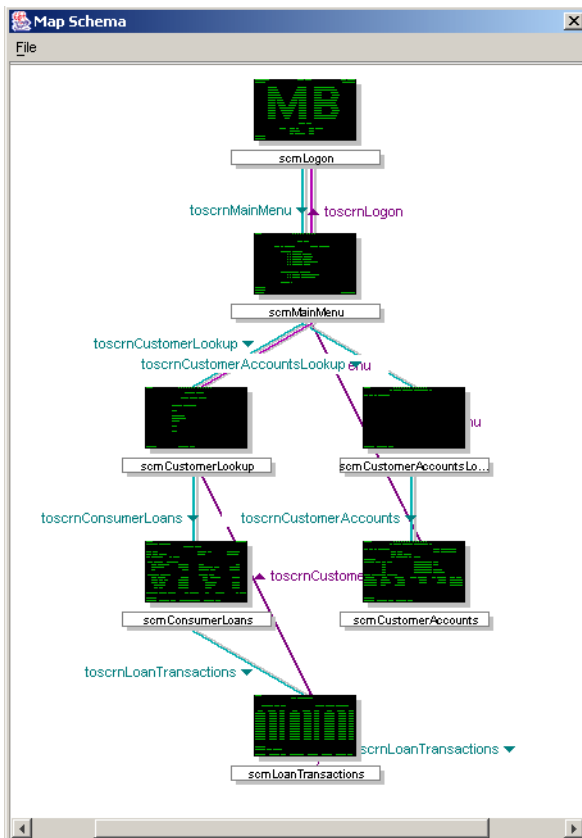 Map Schema
File
MB
scrnLogon
toscrnMainMenu
toscrnLogon
scrnMainMenu
toscrnCustomerLookup
toscrnCustomerAccountsLookup
enu
nu
scrnCustomerLookup
scrnCustomerAccountsLo...
toscrnConsumerLoans
toscrnCustomerAccounts
toscrnCustome
scrnConsumerLoans
scrnCustomerAccounts
toscrnLoanTransactions
scrnLoanTransactions
scrnLoanTransactions